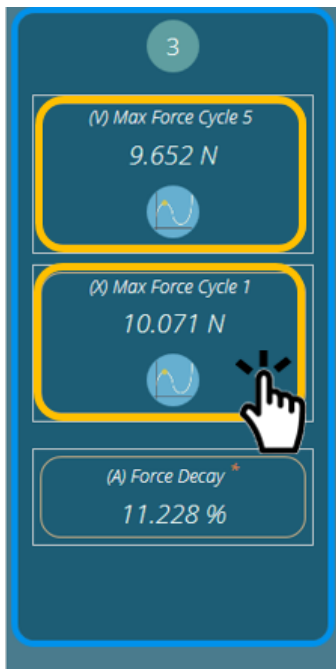 3
(V) Max Force Cycle 5
9.652 N
(X) Max Force Cycle 1
10.071 N
(A) Force Decay *
11.228 %